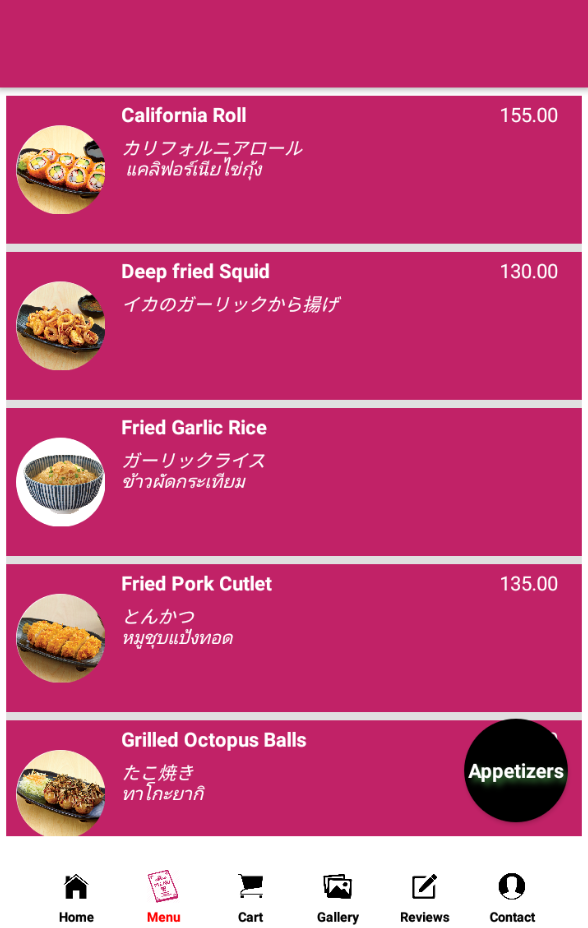 California Roll 155.00
カリフォルニアロール
แคลิฟอร์เนียไข่กุ้ง
Deep fried Squid 130.00
イカのガーリックから揚げ
Fried Garlic Rice
ガーリックライス
ข้าวผัดกระเทียม
Fried Pork Cutlet 135.00
とんかつ
หมูชุบแป้งทอด
Grilled Octopus Balls
たこ焼き
ทาโกะยากิ
Appetizers
Home Menu Cart Gallery Reviews Contact